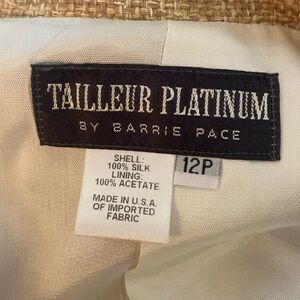 TAILLEUR PLATINUM
BY BARRIE PACE
SHELL:
100% SILK
LINING:
100% ACETATE
12P
MADE IN U.S.A.
OF IMPORTED
FABRIC